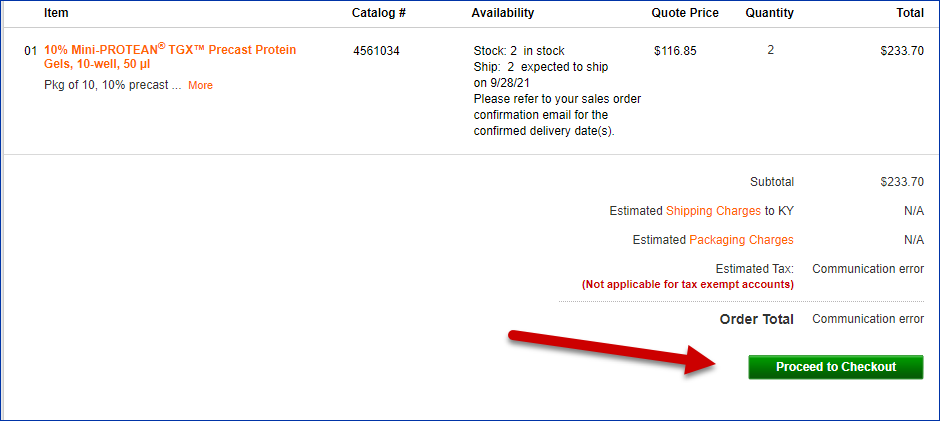 Item Catalog # Availability Quote Price Quantity Total
01 10% Mini-PROTEAN® TGX™ Precast Protein Gels, 10-well, 50 µl 4561034 Stock: 2 in stock $116.85 2 $233.70
Pkg of 10, 10% precast ... More
Ship: 2 expected to ship
on 9/28/21
Please refer to your sales order
confirmation email for the
confirmed delivery date(s).
Subtotal $233.70
Estimated Shipping Charges to KY N/A
Estimated Packaging Charges N/A
Estimated Tax: Communication error
(Not applicable for tax exempt accounts)
Order Total Communication error
Proceed to Checkout